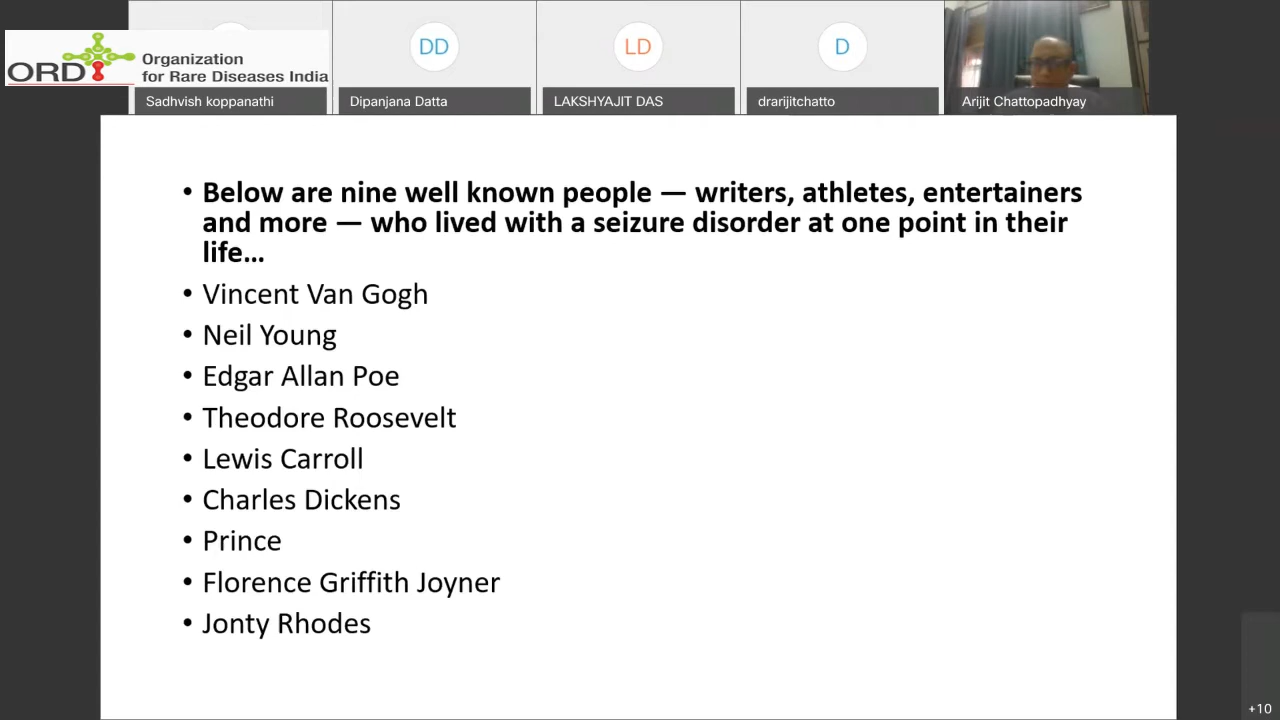 DD
LD
D
ORDI
Organization
for Rare Diseases India
Sadhvish koppanathi
Dipanjana Datta
LAKSHYAJIT DAS
drarijitchatto
Arijit Chattopadhyay
• Below are nine well known people — writers, athletes, entertainers
and more — who lived with a seizure disorder at one point in their
life...
• Vincent Van Gogh
• Neil Young
• Edgar Allan Poe
• Theodore Roosevelt
• Lewis Carroll
• Charles Dickens
• Prince
• Florence Griffith Joyner
• Jonty Rhodes
+10